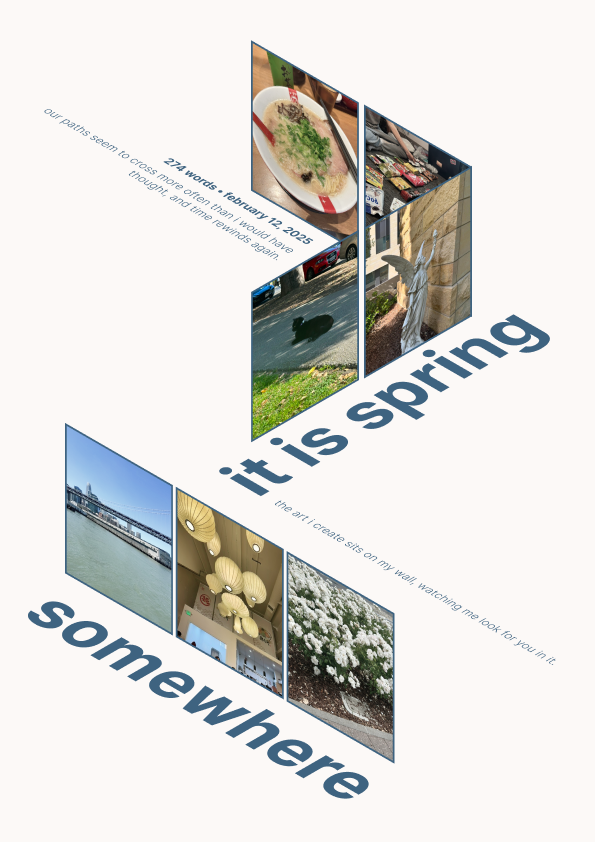 274 words • february 12, 2025
our paths seem to cross more often than i would have
thought, and time rewinds again.
it is spring
the art i create sits on my wall, watching me look for you in it.
somewhere